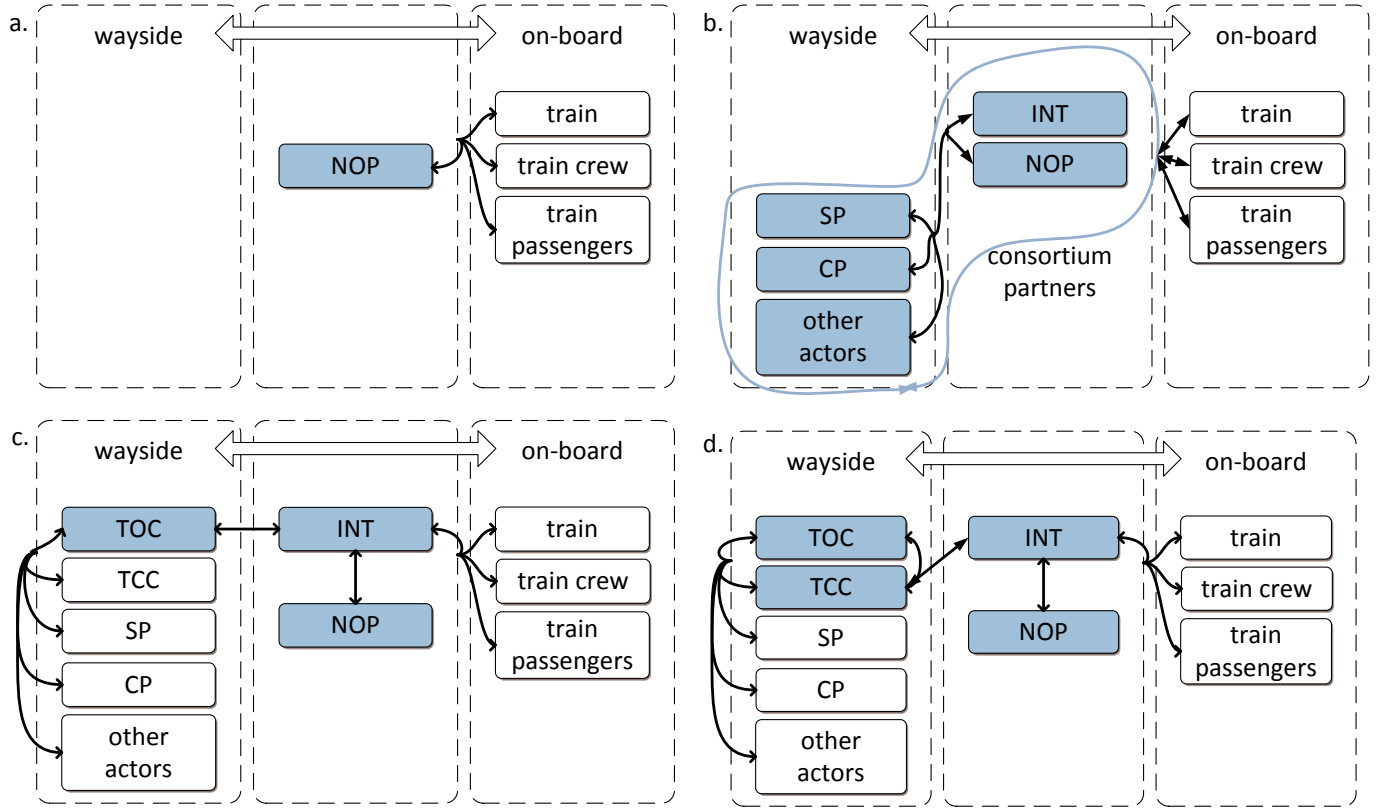 a.
wayside
on-board
NOP
train
train crew
train
passengers
b.
wayside
on-board
INT
NOP
SP
CP
other
actors
consortium
partners
train
train crew
train
passengers
c.
wayside
on-board
TOC
TCC
SP
CP
other
actors
INT
NOP
train
train crew
train
passengers
d.
wayside
on-board
TOC
TCC
SP
CP
other
actors
INT
NOP
train
train crew
train
passengers